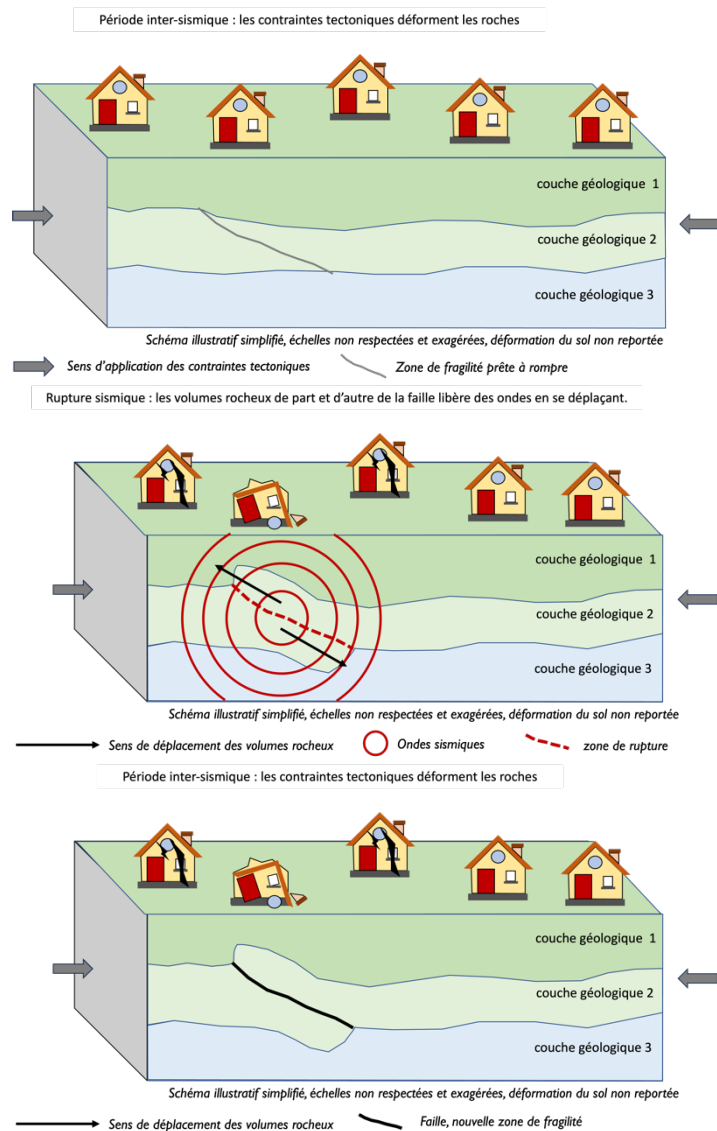 Période inter-sismique : les contraintes tectoniques déforment les roches
couche géologique 1
couche géologique 2
couche géologique 3
Schéma illustratif simplifié, échelles non respectées et exagérées, déformation du sol non reportée
Sens d'application des contraintes tectoniques
Zone de fragilité prête à rompre
Rupture sismique : les volumes rocheux de part et d'autre de la faille libère des ondes en se déplaçant.
couche géologique 1
couche géologique 2
couche géologique 3
Schéma illustratif simplifié, échelles non respectées et exagérées, déformation du sol non reportée
Sens de déplacement des volumes rocheux
Ondes sismiques
zone de rupture
Période inter-sismique : les contraintes tectoniques déforment les roches
couche géologique 1
couche géologique 2
couche géologique 3
Schéma illustratif simplifié, échelles non respectées et exagérées, déformation du sol non reportée
Sens de déplacement des volumes rocheux
Faille, nouvelle zone de fragilité